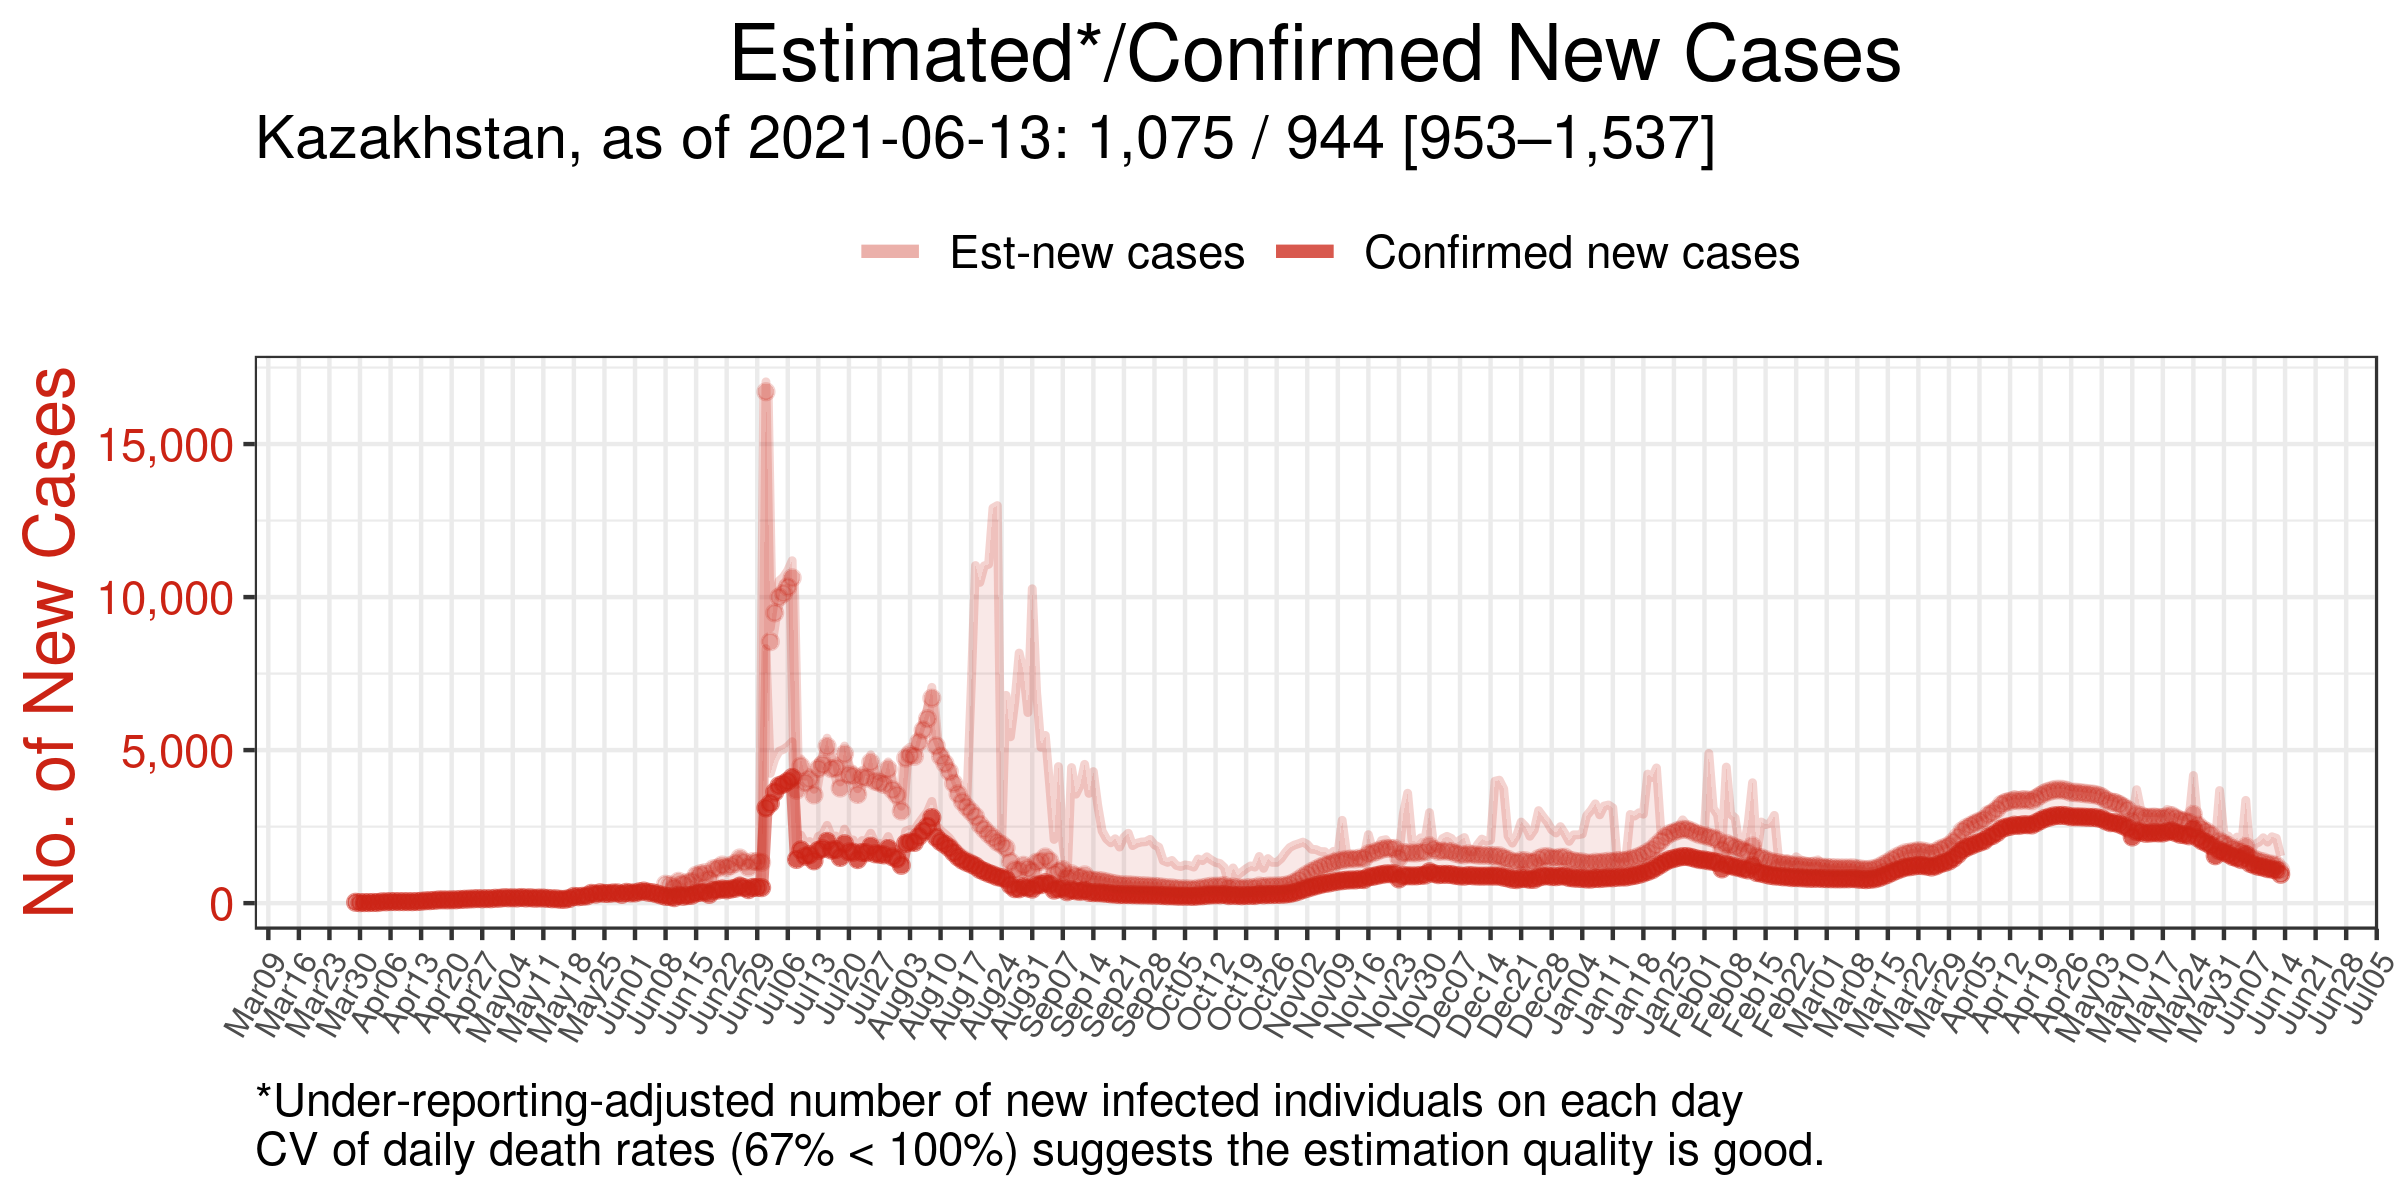 Estimated*/Confirmed New Cases
Kazakhstan, as of 2021-06-13: 1,075 / 944 [953–1,537]
Est-new cases
Confirmed new cases
No. of New Cases
15,000
10,000
5,000
0
Mar09
Mar16
Mar23
Mar30
Apr06
Apr13
Apr20
Apr27
May04
May11
May18
May25
Jun01
Jun08
Jun15
Jun22
Jun29
Jul06
Jul13
Jul20
Jul27
Aug03
Aug10
Aug17
Aug24
Aug31
Sep07
Sep14
Sep21
Sep28
Oct05
Oct12
Oct19
Oct26
Nov02
Nov09
Nov16
Nov23
Nov30
Dec07
Dec14
Dec21
Dec28
Jan04
Jan11
Jan18
Jan25
Feb01
Feb08
Feb15
Feb22
Mar01
Mar08
Mar15
Mar22
Mar29
Apr05
Apr12
Apr19
Apr26
May03
May10
May17
May24
May31
Jun07
Jun14
Jun21
Jun28
Jul05
*Under-reporting-adjusted number of new infected individuals on each day
CV of daily death rates (67% < 100%) suggests the estimation quality is good.